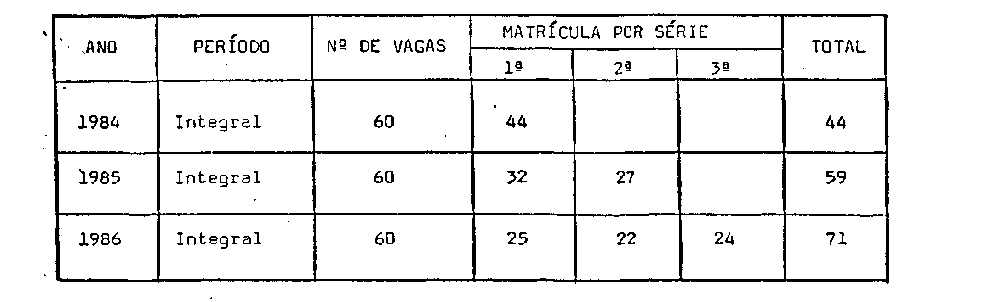 ANO PERÍODO Nº DE VAGAS MATRÍCULA POR SÉRIE TOTAL
1ª 2ª 3ª
1984 Integral 60 44 44
1985 Integral 60 32 27 59
1986 Integral 60 25 22 24 71